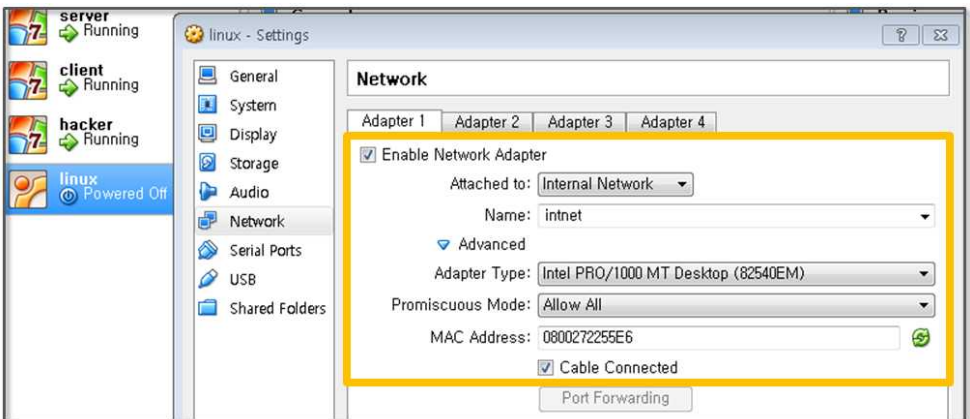 server
Running
client
Running
hacker
Running
linux
Powered Off
linux - Settings
General
System
Display
Storage
Audio
Network
Serial Ports
USB
Shared Folders
Network
Adapter 1 Adapter 2 Adapter 3 Adapter 4
Enable Network Adapter
Attached to: Internal Network
Name: intnet
Advanced
Adapter Type: Intel PRO/1000 MT Desktop (82540EM)
Promiscuous Mode: Allow All
MAC Address: 0800272255E6
Cable Connected
Port Forwarding